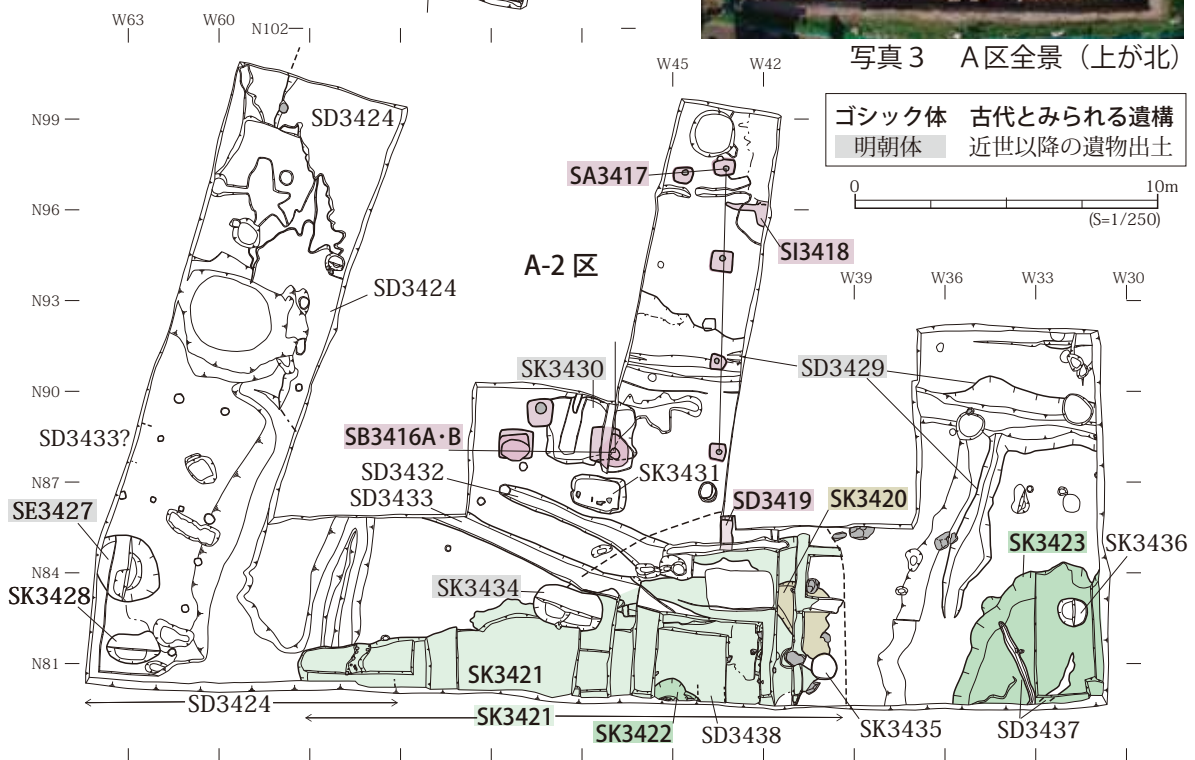 写真３　Ａ区全景（上が北）
W63
W60
N102
W45
W42
ゴシック体　古代とみられる遺構
明朝体　近世以降の遺物出土
0
10m
(S=1/250)
N99
SD3424
SA3417
N96
SI3418
A-2 区
W39
W36
W33
W30
N93
SD3424
SK3430
SD3429
N90
SD3433?
SB3416A･B
SD3432
SK3431
N87
SD3433
SD3419
SK3420
SE3427
SK3423
SK3436
N84
SK3428
SK3434
N81
SK3421
SD3424
SK3421
SK3422
SD3438
SK3435
SD3437